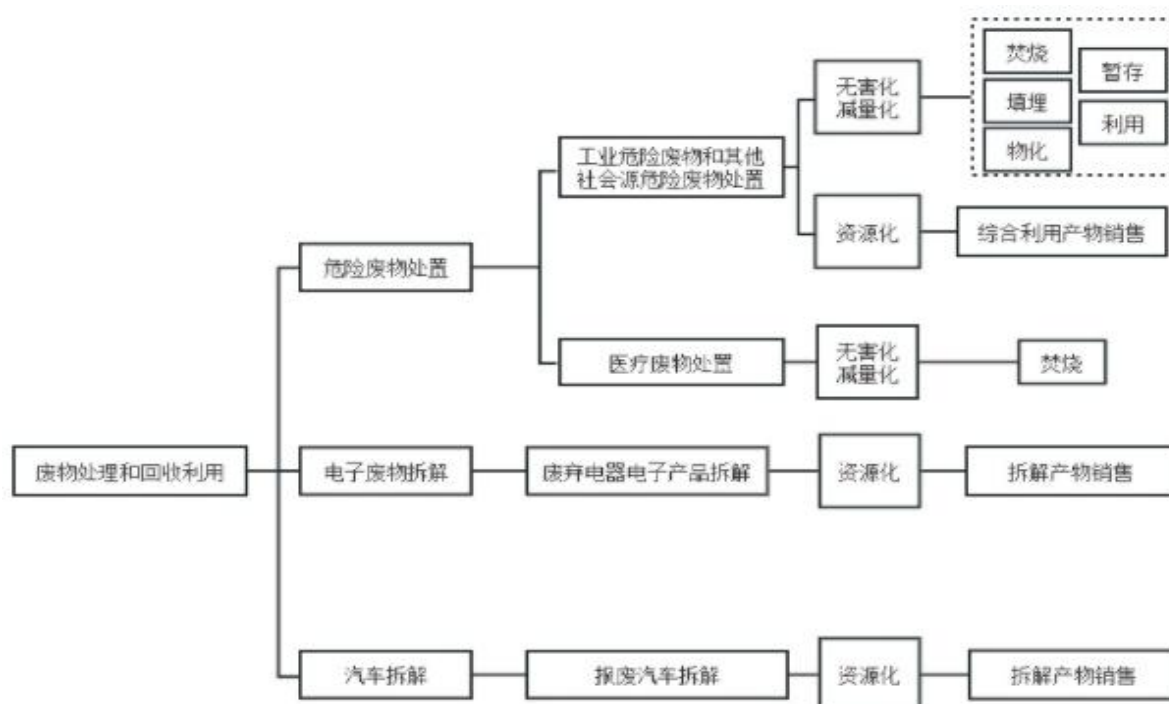 焚烧
暂存
无害化
减量化
填埋
利用
物化
工业危险废物和其他
社会源危险废物处置
资源化
综合利用产物销售
危险废物处置
医疗废物处置
无害化
减量化
焚烧
废物处理和回收利用
电子废物拆解
废弃电器电子产品拆解
资源化
拆解产物销售
汽车拆解
报废汽车拆解
资源化
拆解产物销售